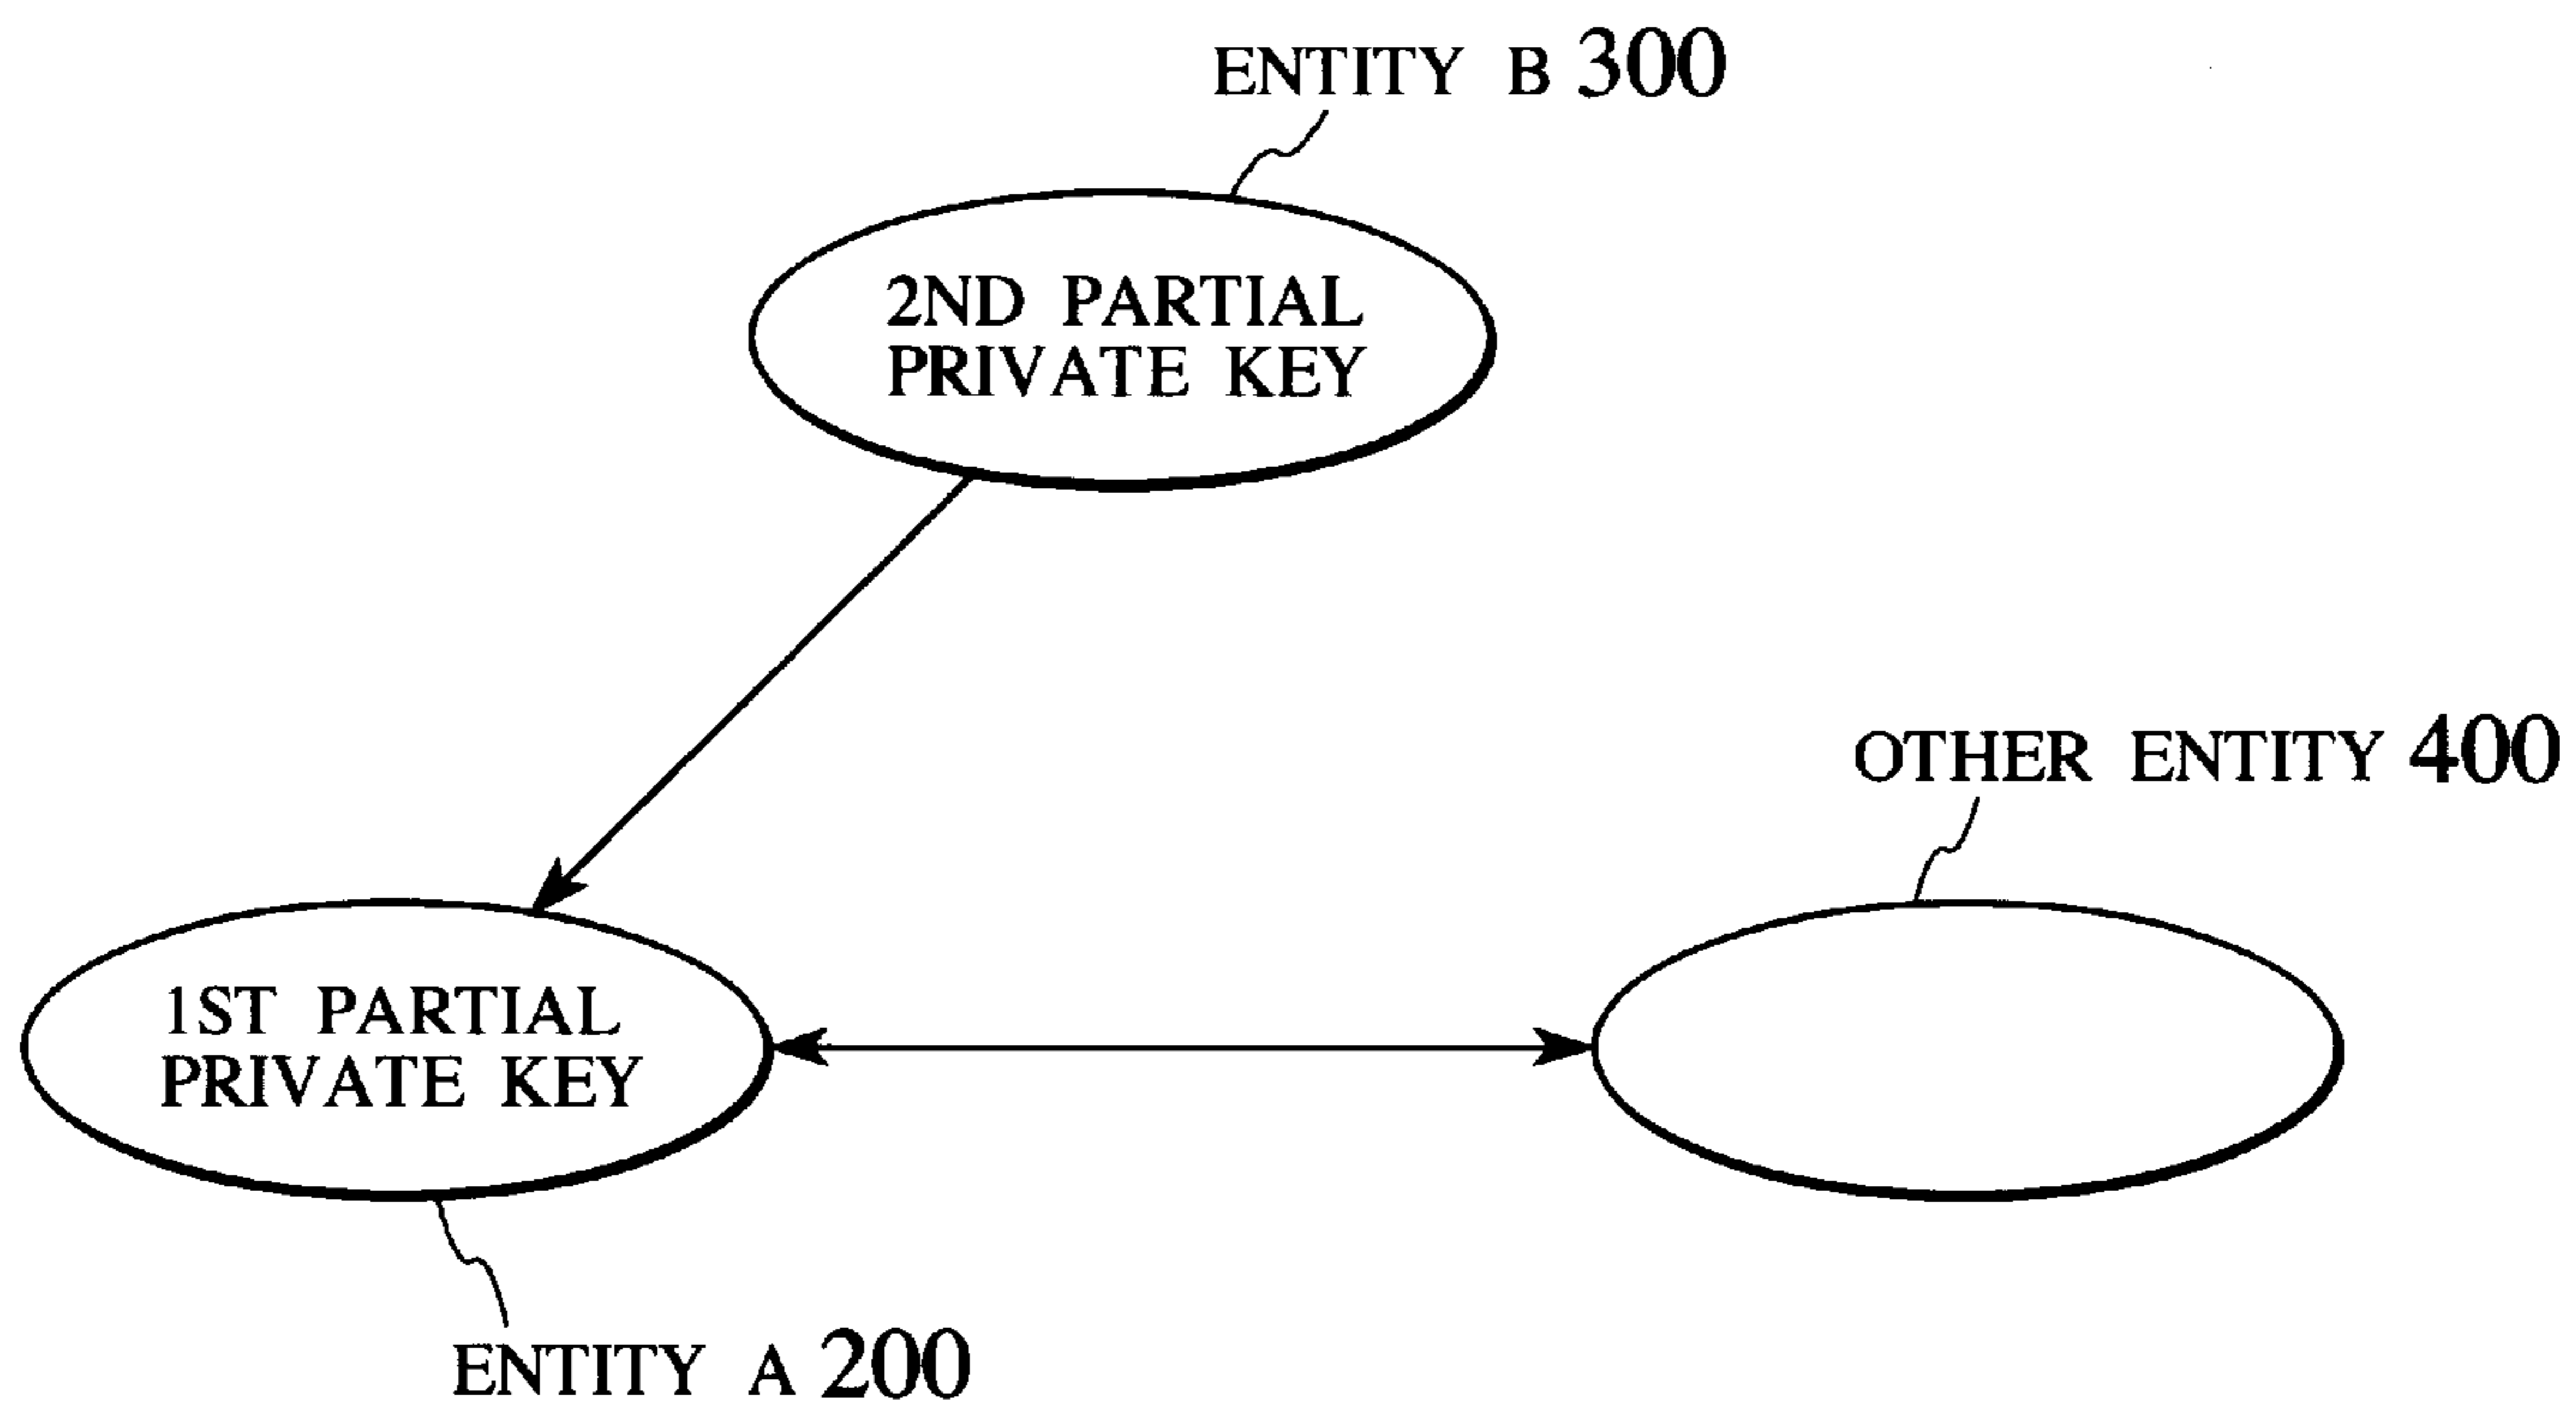 ENTITY B 300
2ND PARTIAL
PRIVATE KEY
OTHER ENTITY 400
1ST PARTIAL
PRIVATE KEY
ENTITY A 200